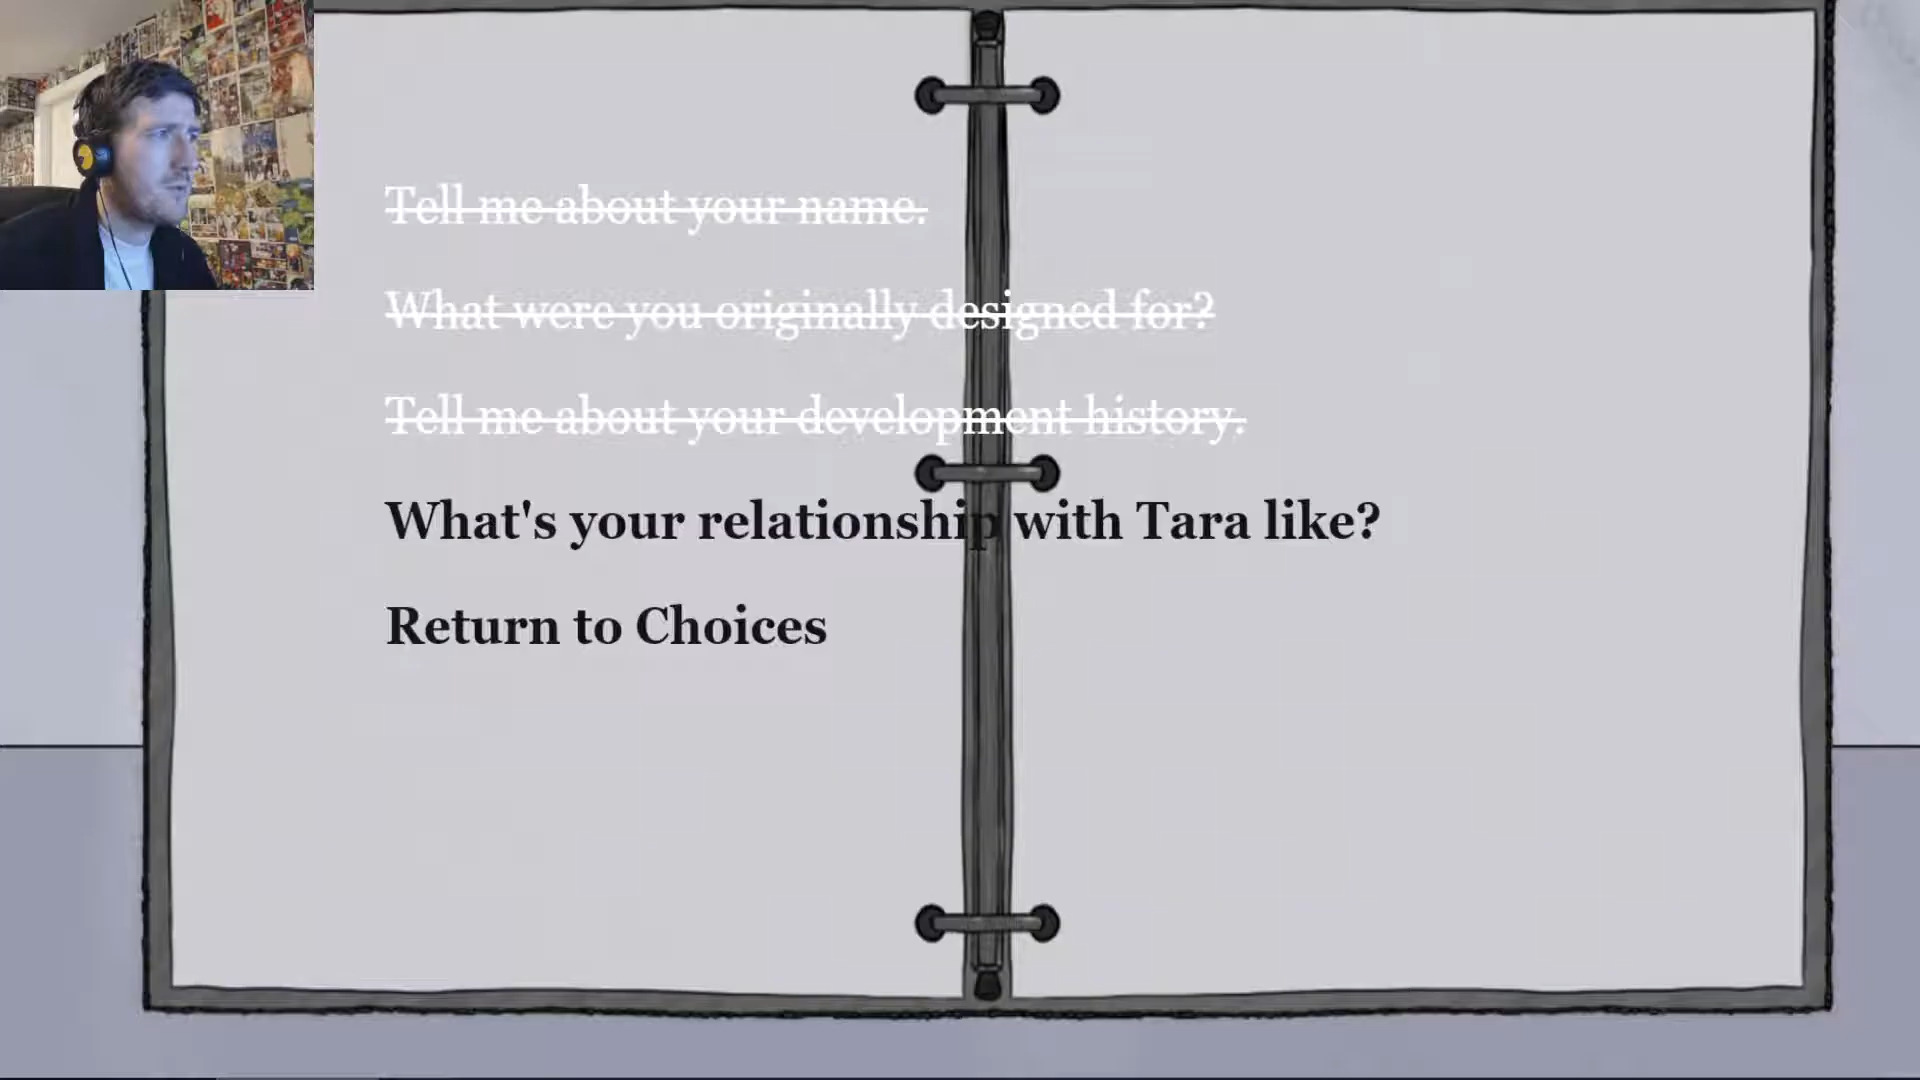 Tell me about your name.
What were you originally designed for?
Tell me about your development history.
What's your relationship with Tara like?
Return to Choices